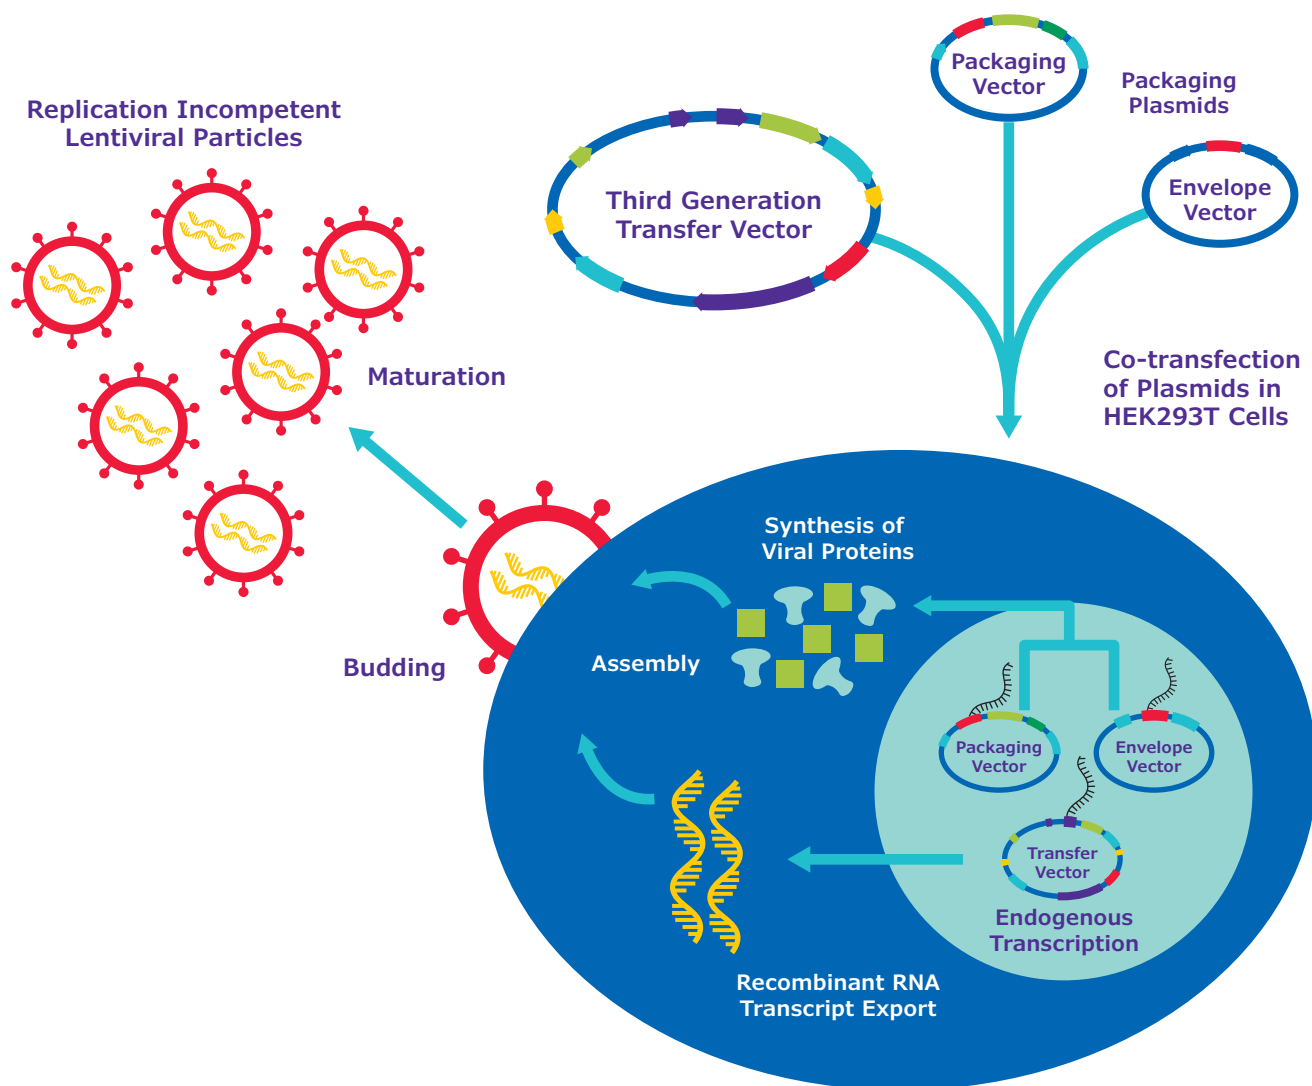 Packaging
Vector
Packaging
Plasmids
Replication Incompetent
Lentiviral Particles
Third Generation
Transfer Vector
Envelope
Vector
Maturation
Co-transfection
of Plasmids in
HEK293T Cells
Synthesis of
Viral Proteins
Budding
Assembly
Packaging
Vector
Envelope
Vector
Transfer
Vector
Endogenous
Transcription
Recombinant RNA
Transcript Export